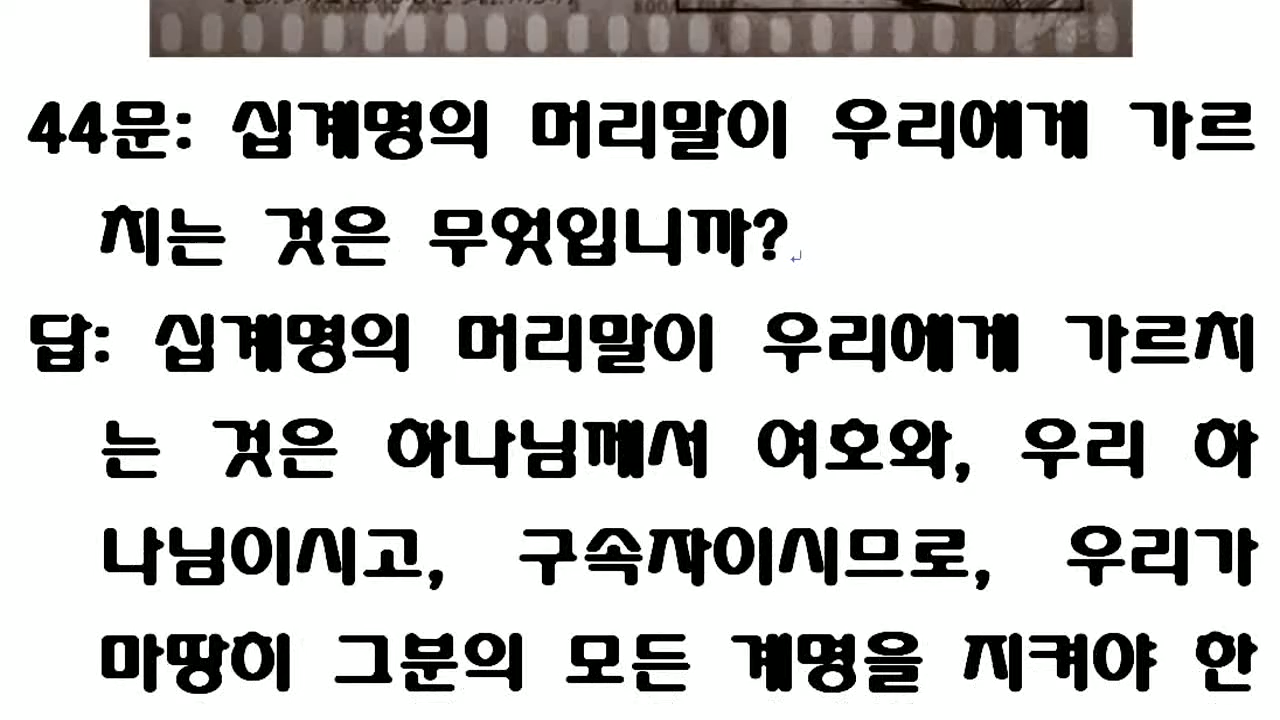 44문: 십계명의 머리말이 우리에게 가르
치는 것은 무엇입니까?
답: 십계명의 머리말이 우리에게 가르치
는 것은 하나님께서 여호와, 우리 하
나님이시고, 구속자이시므로, 우리가
마땅히 그분의 모든 계명을 지켜야 한